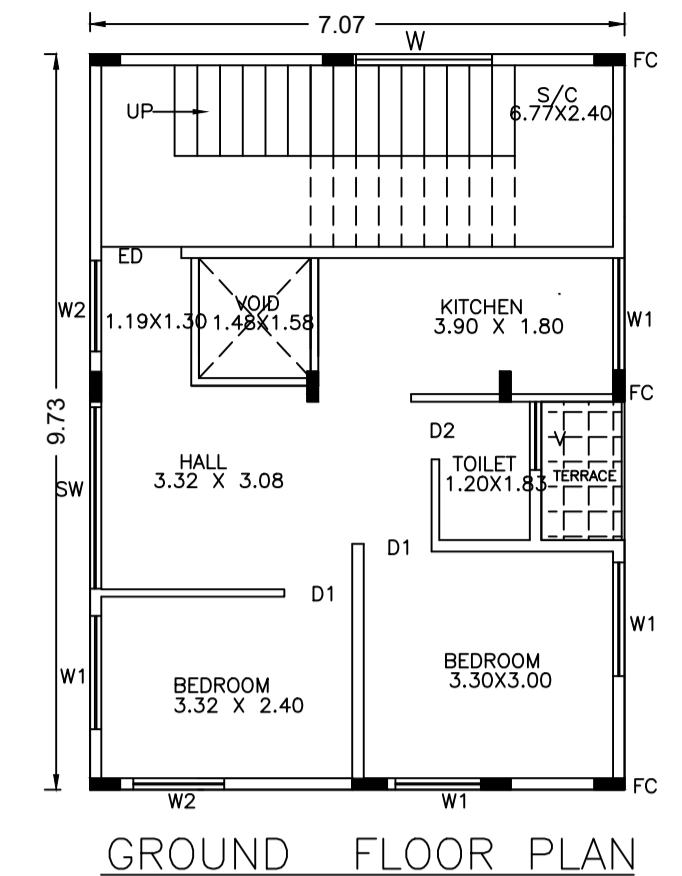 7.07
W
FC
UP
S/C
6.77X2.40
ED
W2
1.19X1.30
VOID
1.48X1.58
KITCHEN
3.90 X 1.80
W1
FC
9.73
D2
HALL
3.32 X 3.08
SW
TOILET
1.20X1.83
V
TERRACE
D1
D1
W1
W1
BEDROOM
3.32 X 2.40
BEDROOM
3.30X3.00
W2
W1
FC
GROUND FLOOR PLAN